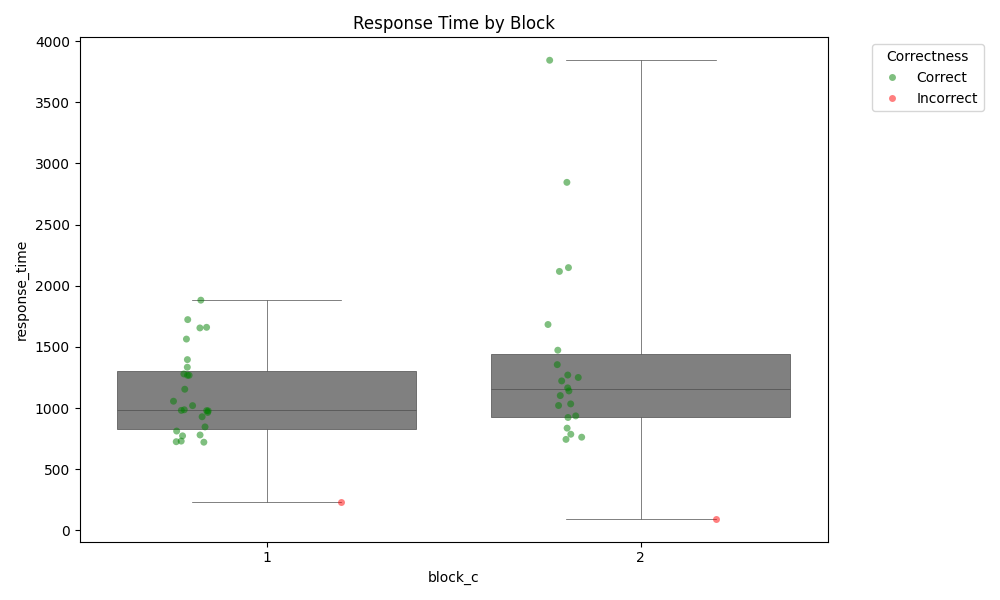 Response Time by Block
Correctness
Correct
Incorrect
response_time
4000
3500
3000
2500
2000
1500
1000
500
0
1
2
block_c